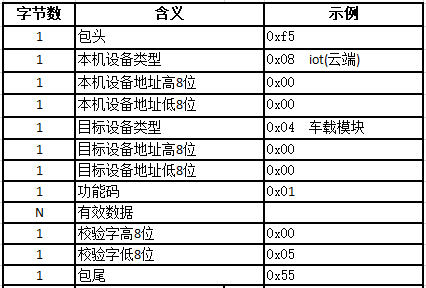 字节数 含义 示例
1 包头 0xf5
1 本机设备类型 0x08 iot(云端)
1 本机设备地址高8位 0x00
1 本机设备地址低8位 0x00
1 目标设备类型 0x04 车载模块
1 目标设备地址高8位 0x00
1 目标设备地址低8位 0x00
1 功能码 0x01
N 有效数据
1 校验字高8位 0x00
1 校验字低8位 0x05
1 包尾 0x55